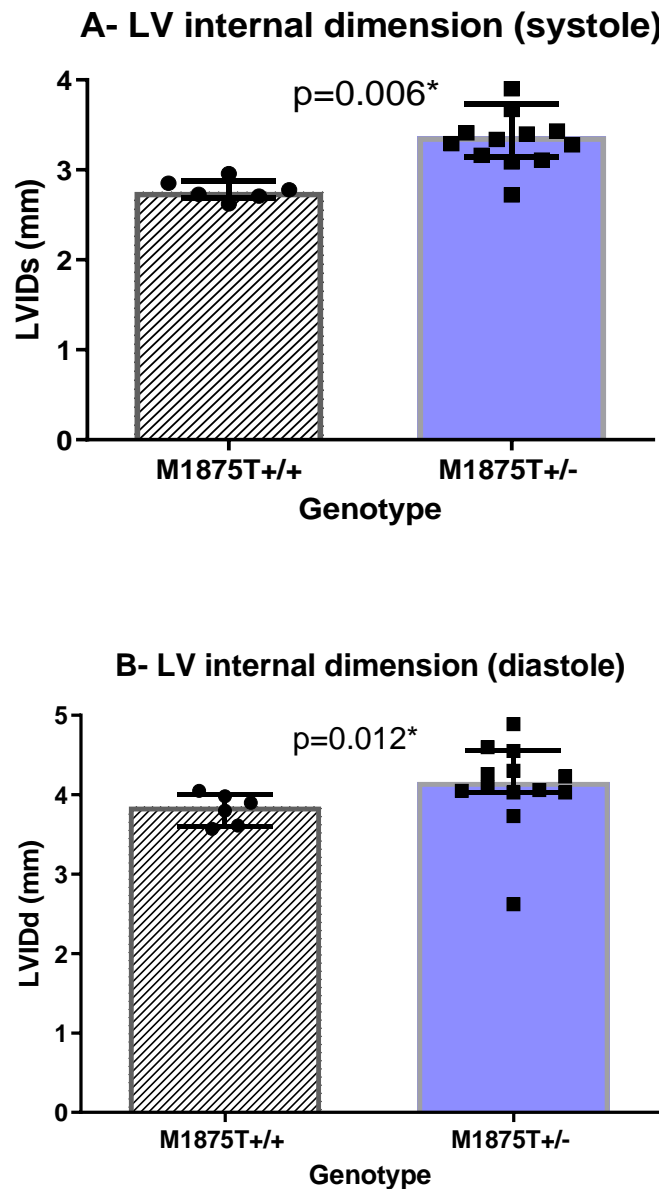 A- LV internal dimension (systole)
p=0.006*
4
3
2
1
0
LVIDs (mm)
M1875T+/+ M1875T+/-
Genotype
B- LV internal dimension (diastole)
p=0.012*
5
4
3
2
1
0
LVIDd (mm)
M1875T+/+ M1875T+/-
Genotype